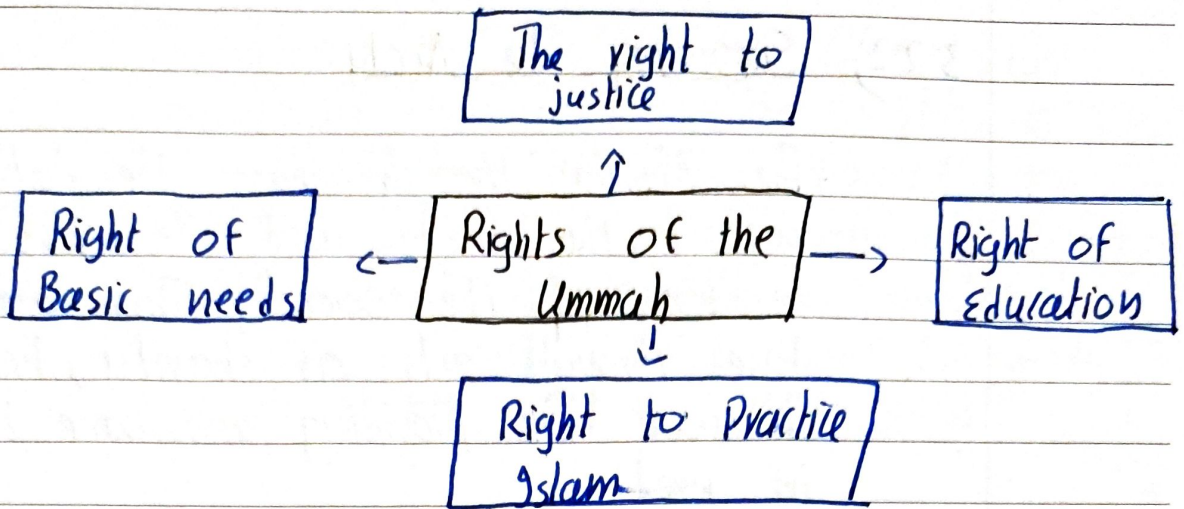 The right to
justice
Right of
Basic needs
Rights of the
Ummah
Right of
Education
Right to Practice
Islam